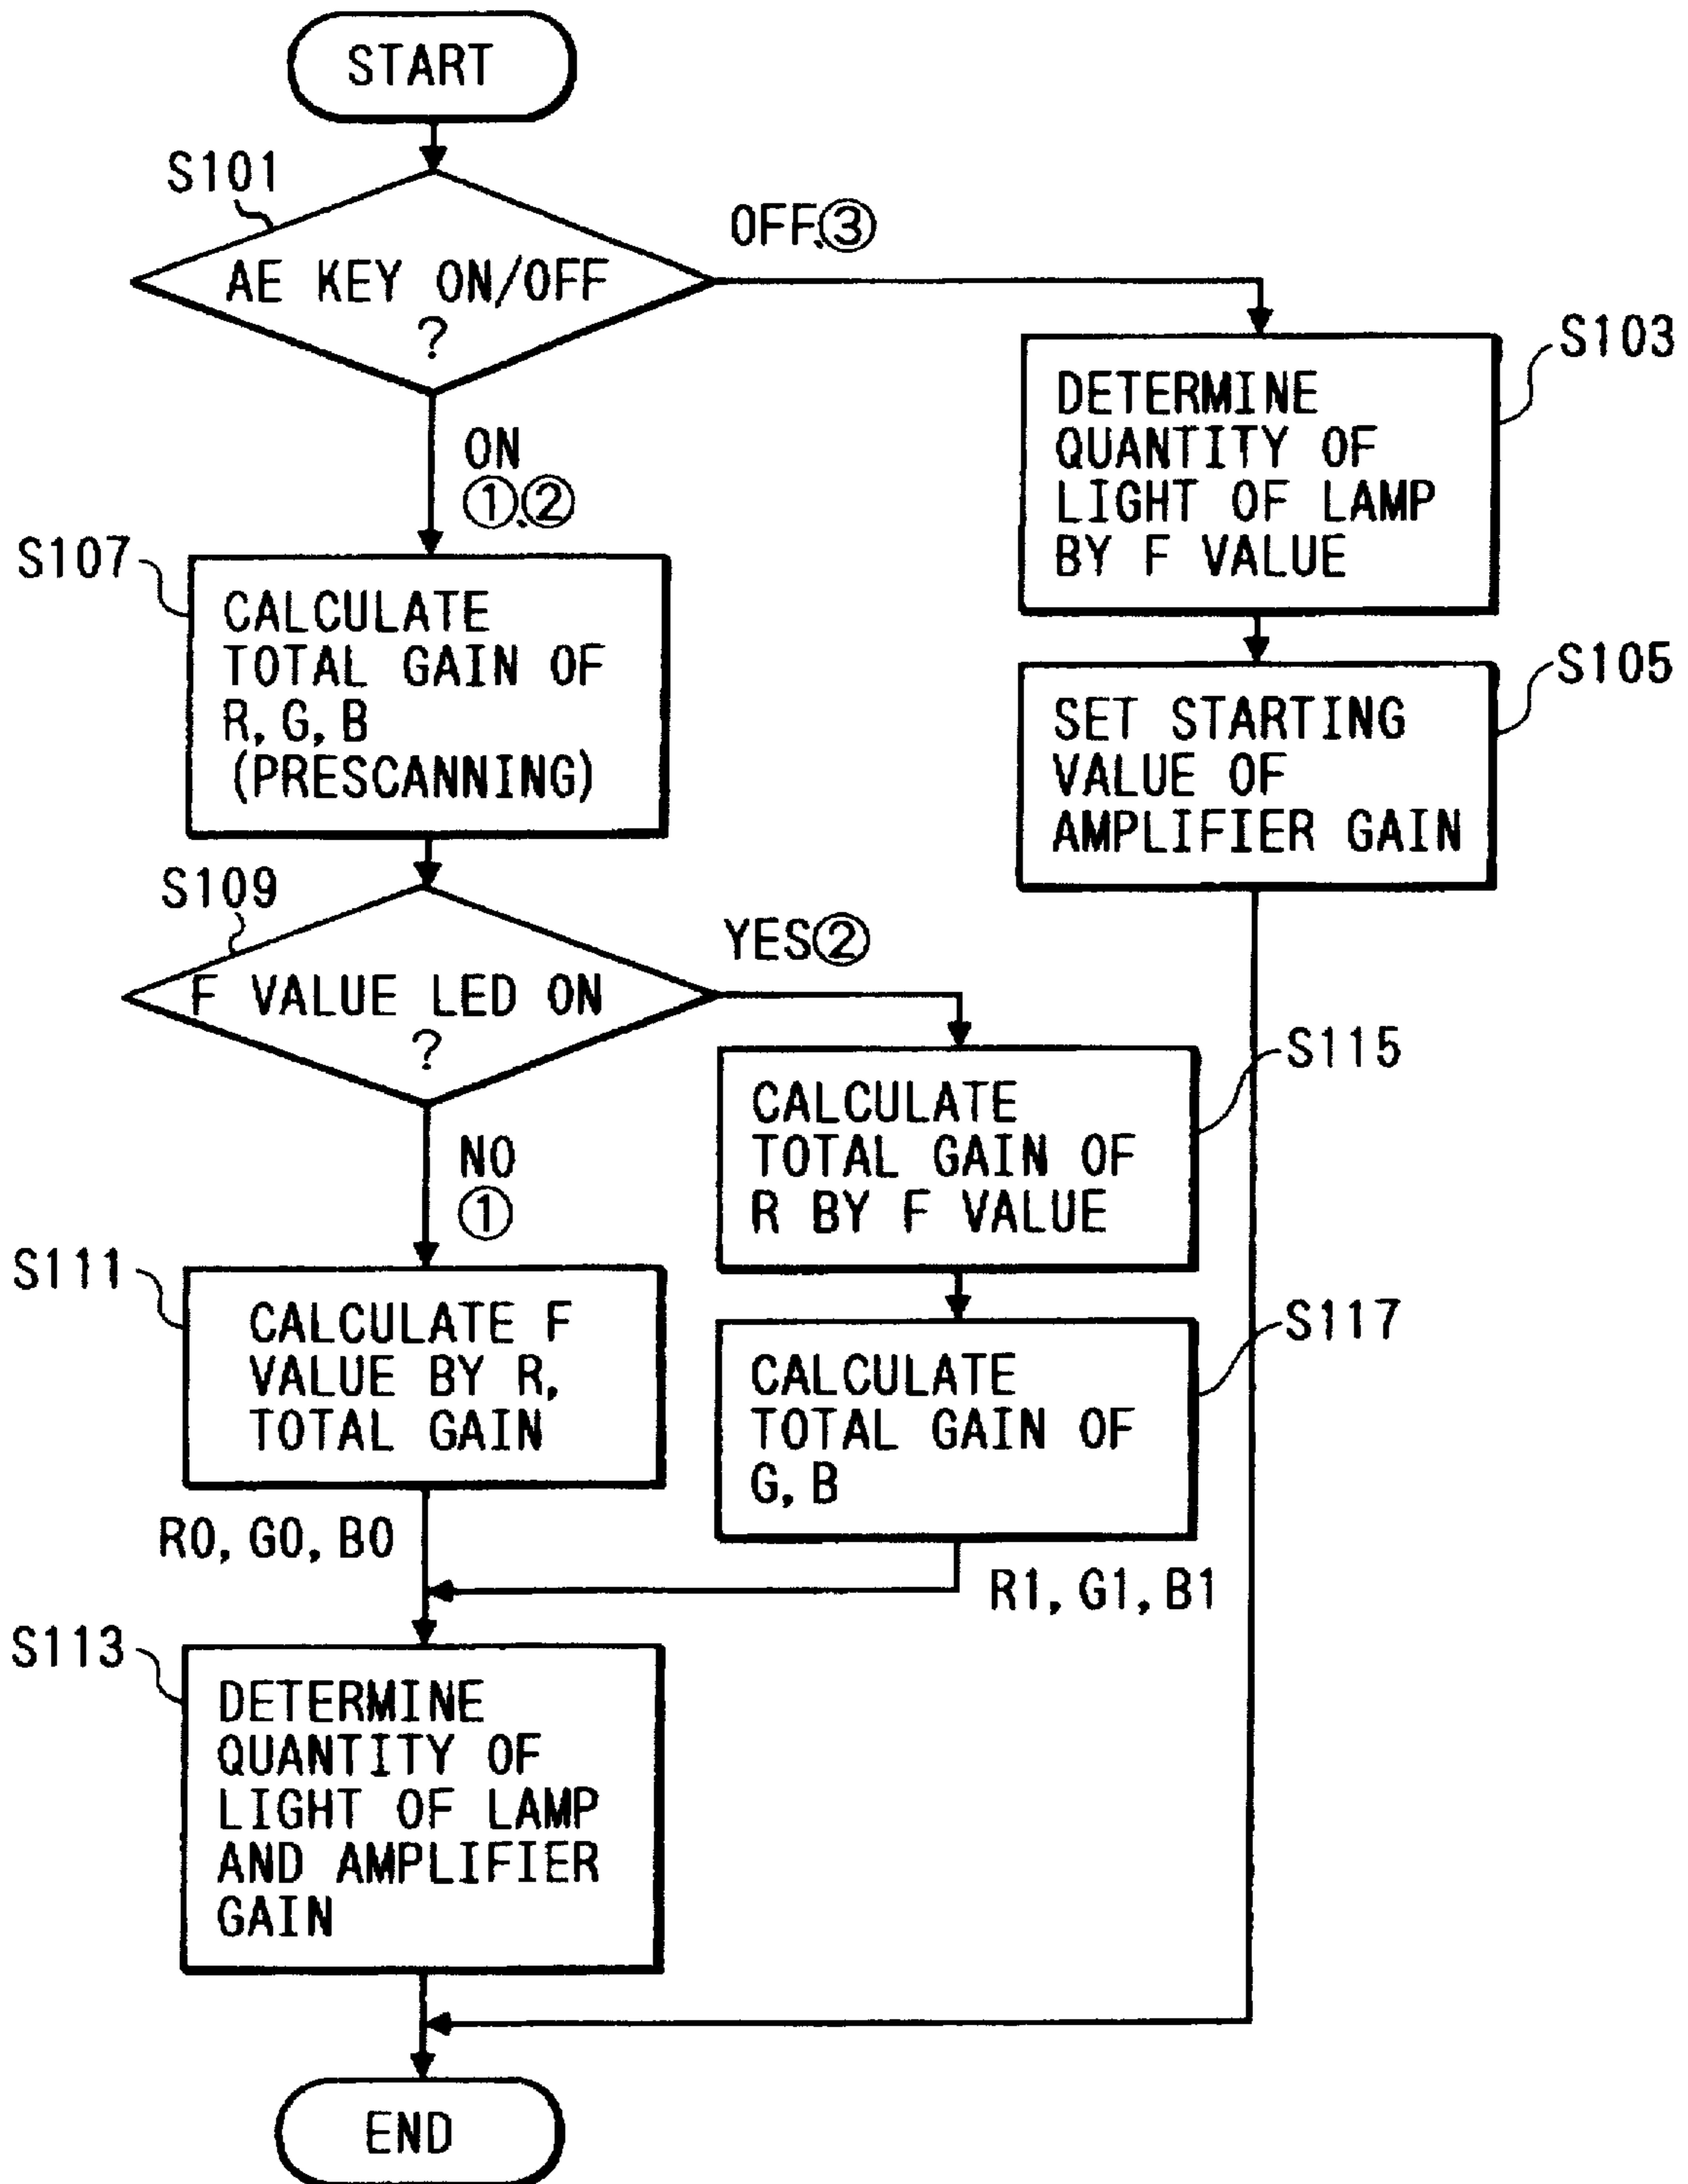 START
S101
AE KEY ON/OFF
?
OFF.③
ON
①.②
S103
DETERMINE
QUANTITY OF
LIGHT OF LAMP
BY F VALUE
S105
SET STARTING
VALUE OF
AMPLIFIER GAIN
S107
CALCULATE
TOTAL GAIN OF
R, G, B
(PRESCANNING)
S109
F VALUE LED ON
?
YES②
NO
①
S115
CALCULATE
TOTAL GAIN OF
R BY F VALUE
S117
CALCULATE
TOTAL GAIN OF
G, B
R1, G1, B1
S111
CALCULATE F
VALUE BY R,
TOTAL GAIN
R0, G0, B0
S113
DETERMINE
QUANTITY OF
LIGHT OF LAMP
AND AMPLIFIER
GAIN
END